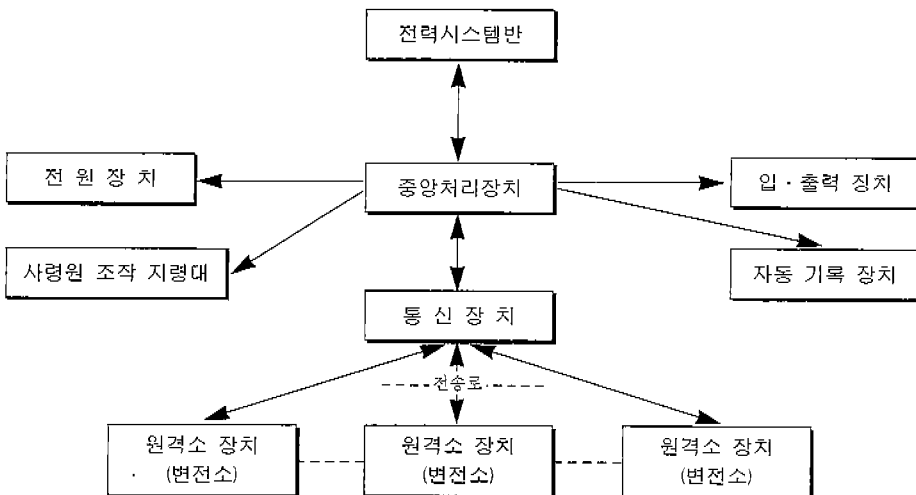 전력시스템반
전 원 장 치
중앙처리장치
입 · 출력 장치
사령원 조작 지령대
자동 기록 장치
통 신 장 치
전송로
원격소 장치
(변전소)
원격소 장치
(변전소)
원격소 장치
(변전소)